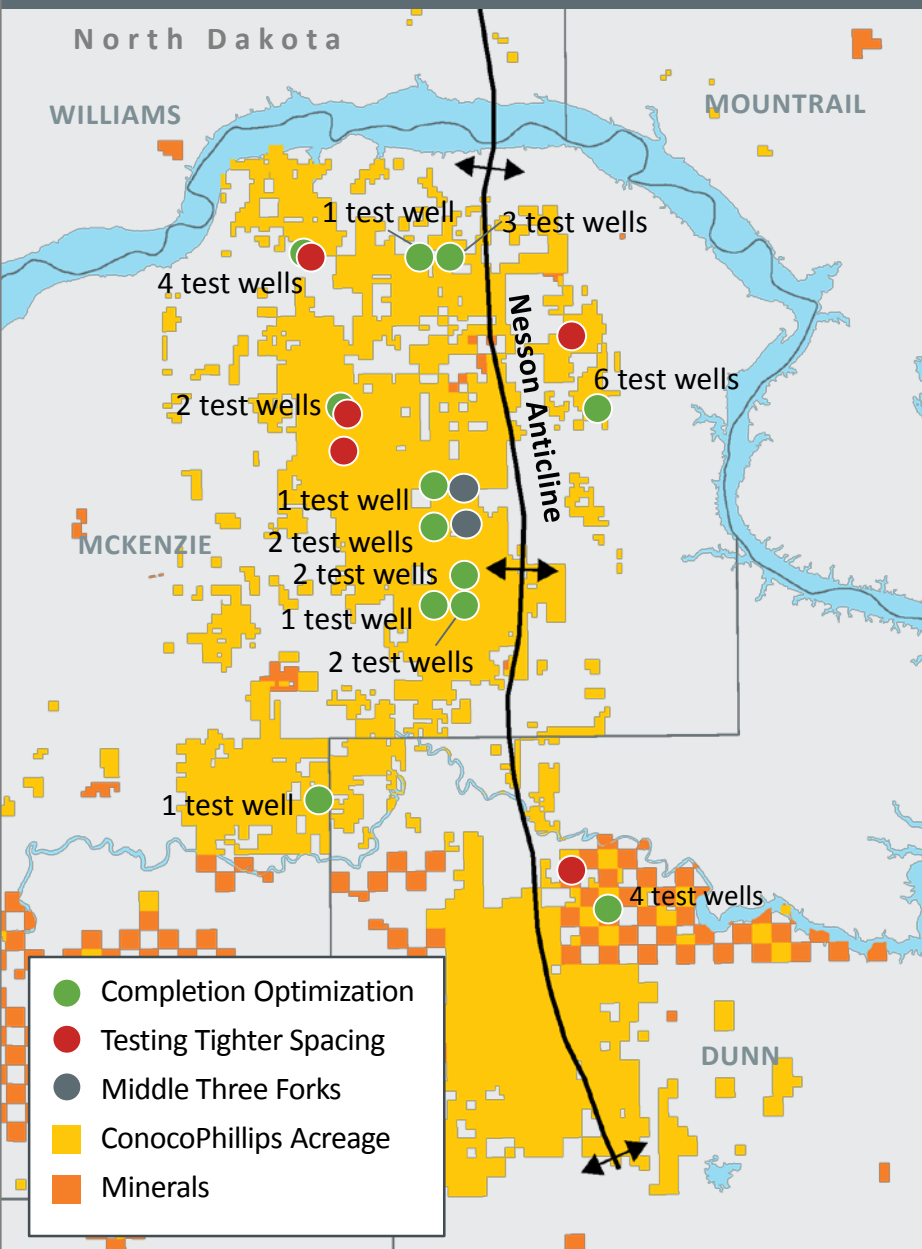 North Dakota
WILLIAMS
MOUNTRAIL
1 test well
3 test wells
4 test wells
Nesson Anticline
6 test wells
2 test wells
1 test well
MCKENZIE
2 test wells
2 test wells
1 test well
2 test wells
1 test well
4 test wells
DUNN
Completion Optimization
Testing Tighter Spacing
Middle Three Forks
ConocoPhillips Acreage
Minerals